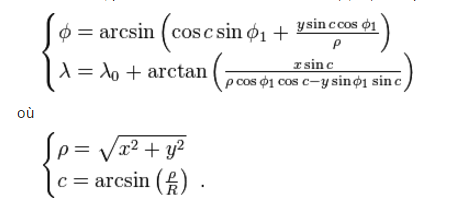 ϕ = arcsin (cos c sin ϕ₁ + (y sin c cos ϕ₁)/ρ)
λ = λ₀ + arctan (x sin c/(ρ cos ϕ₁ cos c−y sin ϕ₁ sin c))
où
ρ = √(x² + y²)
c = arcsin (ρ/R) .